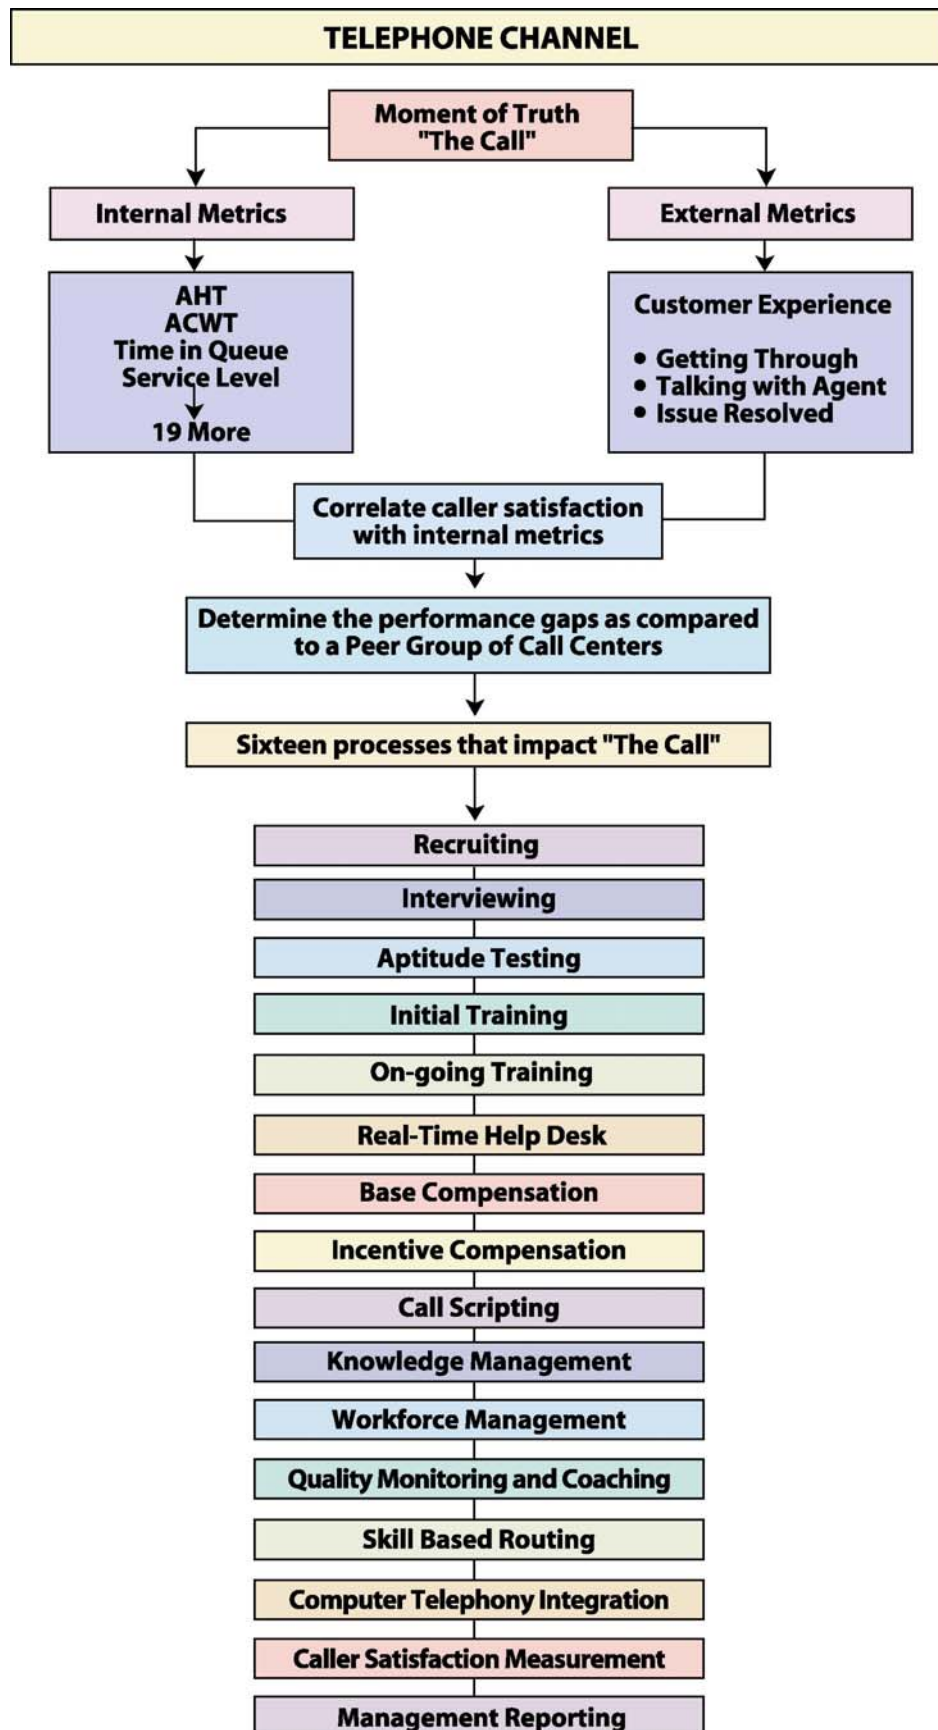 TELEPHONE CHANNEL
Moment of Truth
"The Call"
Internal Metrics
External Metrics
AHT
ACWT
Time in Queue
Service Level
19 More
Customer Experience
• Getting Through
• Talking with Agent
• Issue Resolved
Correlate caller satisfaction
with internal metrics
Determine the performance gaps as compared
to a Peer Group of Call Centers
Sixteen processes that impact "The Call"
Recruiting
Interviewing
Aptitude Testing
Initial Training
On-going Training
Real-Time Help Desk
Base Compensation
Incentive Compensation
Call Scripting
Knowledge Management
Workforce Management
Quality Monitoring and Coaching
Skill Based Routing
Computer Telephony Integration
Caller Satisfaction Measurement
Management Reporting